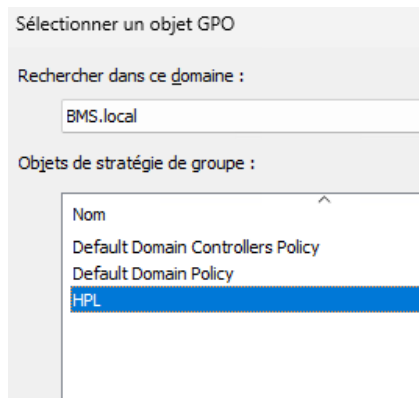 Sélectionner un objet GPO
Rechercher dans ce domaine :
BMS.local
Objets de stratégie de groupe :
Nom
Default Domain Controllers Policy
Default Domain Policy
HPL